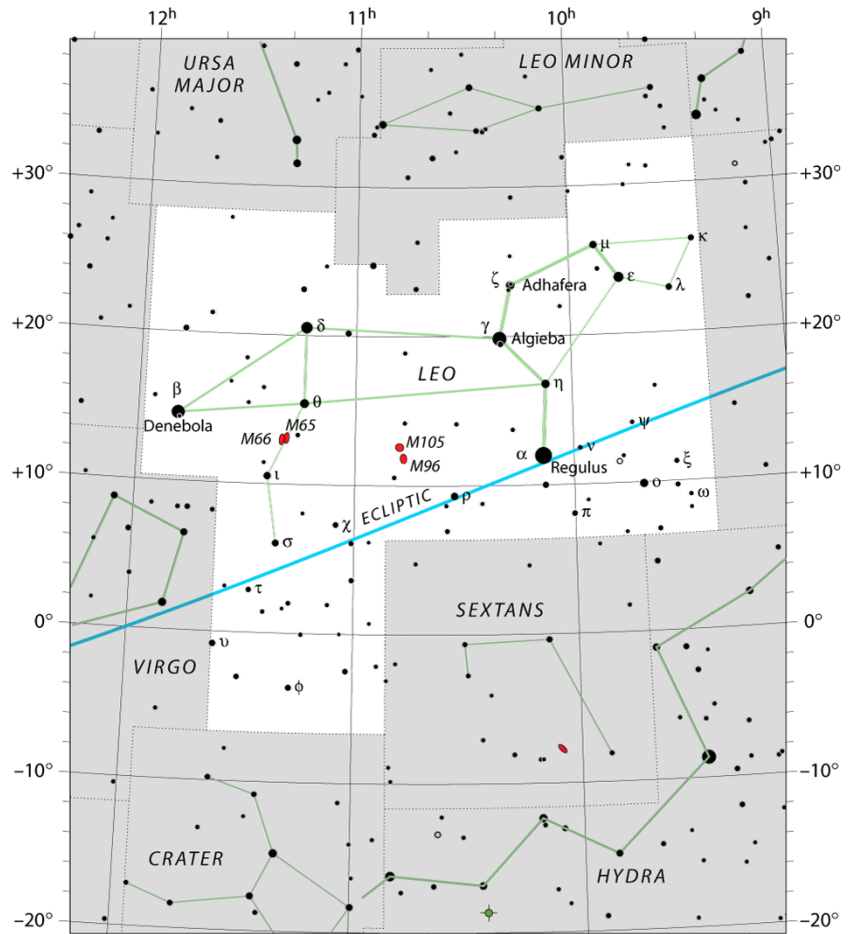 12h 11h 10h 9h
URSA
MAJOR
LEO MINOR
+30° +30°
μ κ
ζ Adhafera ε λ
+20° +20°
δ γ Algieba
LEO η
β θ
Denebola
M66 M65 ψ
M105 α ν
M96 Regulus ξ
+10° +10°
ι ρ ο ω
ECLIPTIC π
χ
σ
τ
SEXTANS
0° 0°
υ
VIRGO
φ
−10° −10°
CRATER
HYDRA
−20° −20°